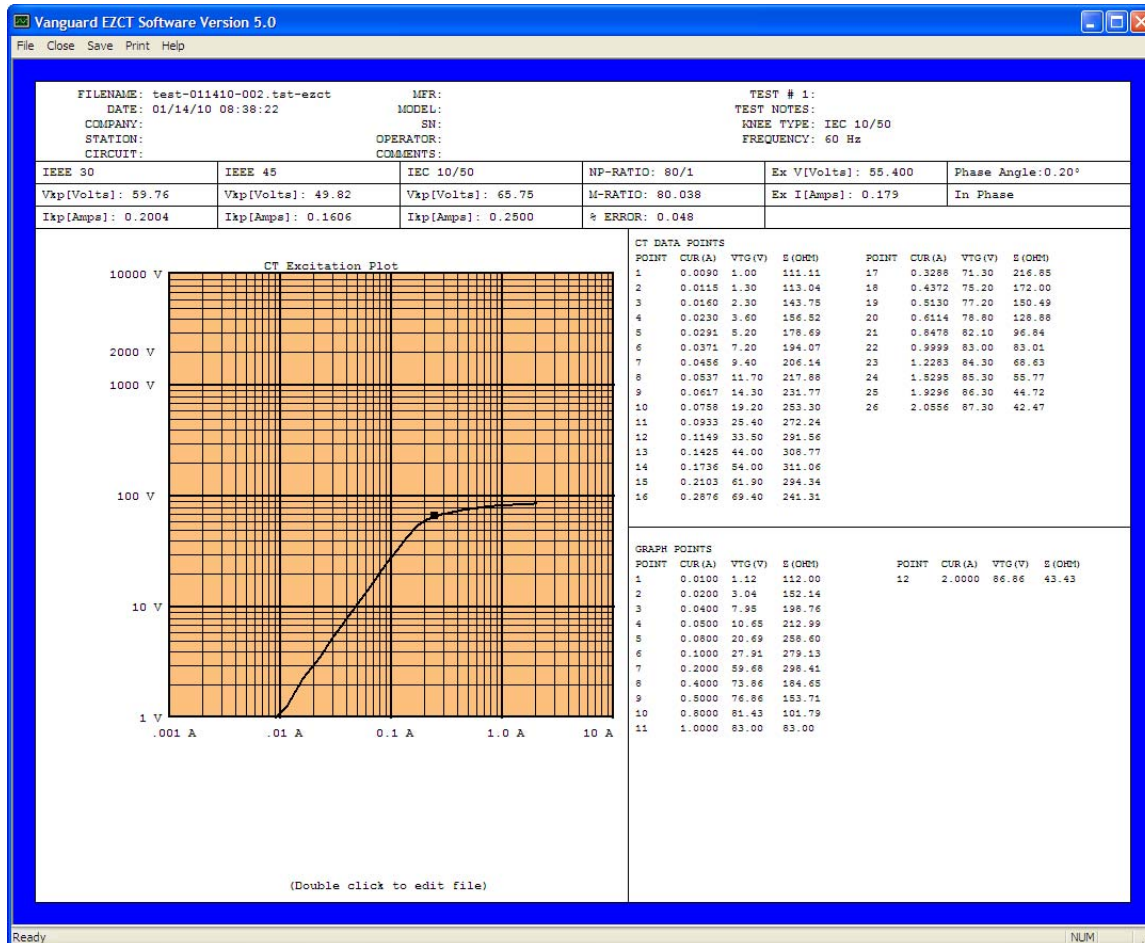 Vanguard EZCT Software Version 5.0
File Close Save Print Help
FILENAME: test-011410-002.tst-ezct
DATE: 01/14/10 08:38:22
COMPANY:
STATION:
CIRCUIT:
MFR:
MODEL:
SN:
OPERATOR:
COMMENTS:
TEST # 1:
TEST NOTES:
KNEE TYPE: IEC 10/50
FREQUENCY: 60 Hz
IEEE 30 IEEE 45 IEC 10/50 NP-RATIO: 80/1 Ex V[Volts]: 55.400 Phase Angle:0.20°
Vkp[Volts]: 59.76 Vkp[Volts]: 49.82 Vkp[Volts]: 65.75 M-RATIO: 80.038 Ex I[Amps]: 0.179 In Phase
Ikp[Amps]: 0.2004 Ikp[Amps]: 0.1606 Ikp[Amps]: 0.2500 % ERROR: 0.048
CT Excitation Plot
10000 V
2000 V
1000 V
100 V
10 V
1 V
.001 A .01 A 0.1 A 1.0 A 10 A
(Double click to edit file)
CT DATA POINTS
POINT CUR(A) VTG(V) Z(OHM) POINT CUR(A) VTG(V) Z(OHM)
1 0.0090 1.00 111.11 17 0.3288 71.30 216.85
2 0.0115 1.30 113.04 18 0.4372 75.20 172.00
3 0.0160 2.30 143.75 19 0.5130 77.20 150.49
4 0.0230 3.60 156.52 20 0.6114 78.80 128.88
5 0.0291 5.20 178.69 21 0.8478 82.10 96.84
6 0.0371 7.20 194.07 22 0.9999 83.00 83.01
7 0.0456 9.40 206.14 23 1.2283 84.30 68.63
8 0.0537 11.70 217.88 24 1.5295 85.30 55.77
9 0.0617 14.30 231.77 25 1.9296 86.30 44.72
10 0.0758 19.20 253.30 26 2.0556 87.30 42.47
11 0.0933 25.40 272.24
12 0.1149 33.50 291.56
13 0.1425 44.00 308.77
14 0.1736 54.00 311.06
15 0.2103 61.90 294.34
16 0.2876 69.40 241.31
GRAPH POINTS
POINT CUR(A) VTG(V) Z(OHM) POINT CUR(A) VTG(V) Z(OHM)
1 0.0100 1.12 112.00 12 2.0000 86.86 43.43
2 0.0200 3.04 152.14
3 0.0400 7.95 198.76
4 0.0500 10.65 212.99
5 0.0800 20.69 258.60
6 0.1000 27.91 279.13
7 0.2000 59.68 298.41
8 0.4000 73.86 184.65
9 0.5000 76.86 153.71
10 0.8000 81.43 101.79
11 1.0000 83.00 83.00
Ready NUM